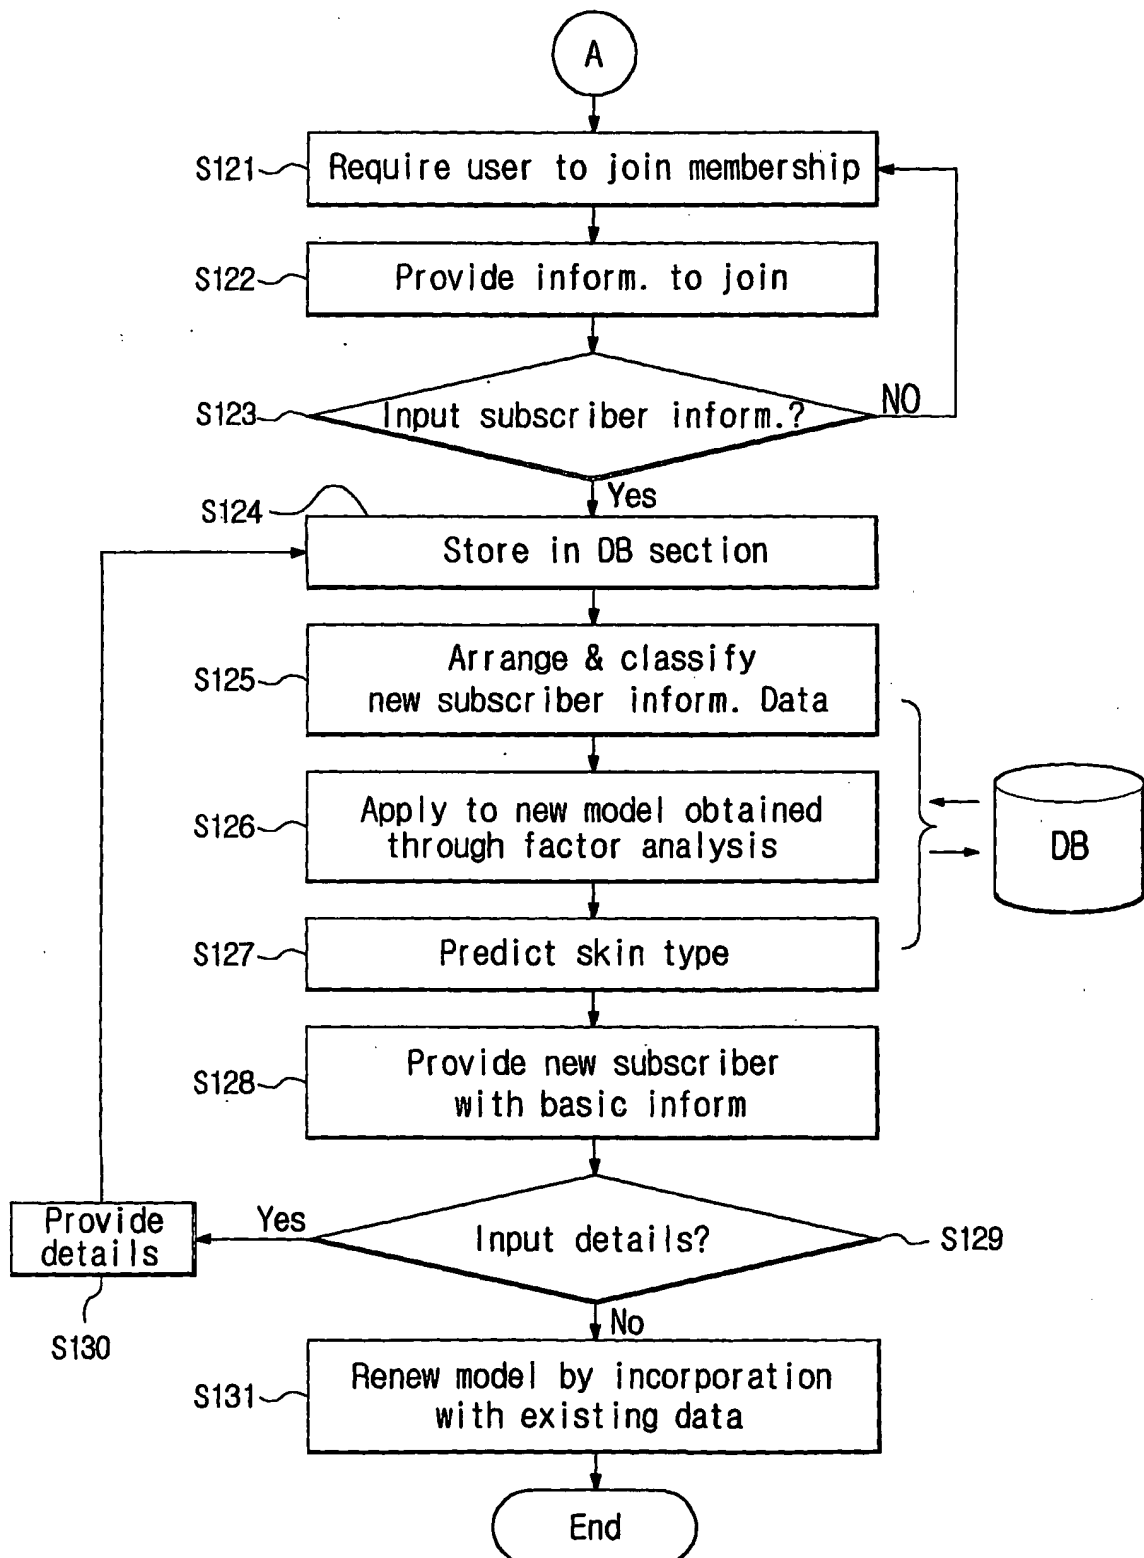 A
S121
Require user to join membership
S122
Provide inform. to join
S123
Input subscriber inform.?
NO
Yes
S124
Store in DB section
S125
Arrange & classify
new subscriber inform. Data
S126
Apply to new model obtained
through factor analysis
DB
S127
Predict skin type
S128
Provide new subscriber
with basic inform
Provide
details
Yes
Input details?
S129
S130
No
S131
Renew model by incorporation
with existing data
End